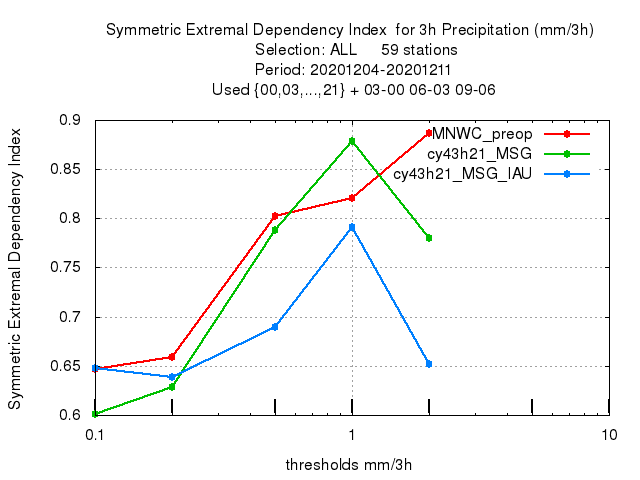 Symmetric Extremal Dependency Index  for 3h Precipitation (mm/3h)
Selection: ALL     59 stations
Period: 20201204-20201211
Used {00,03,...,21} + 03-00 06-03 09-06
Symmetric Extremal Dependency Index
0.9
0.85
0.8
0.75
0.7
0.65
0.6
MNWC_preop
cy43h21_MSG
cy43h21_MSG_IAU
0.1
1
10
thresholds mm/3h